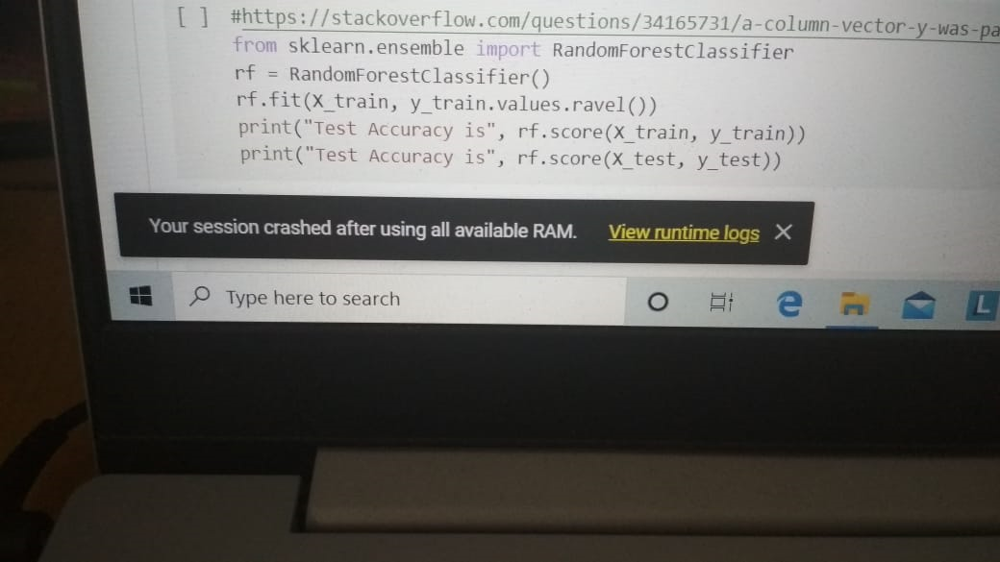 [ ] #https://stackoverflow.com/questions/34165731/a-column-vector-y-was-pa
from sklearn.ensemble import RandomForestClassifier
rf = RandomForestClassifier()
rf.fit(X_train, y_train.values.ravel())
print("Test Accuracy is", rf.score(X_train, y_train))
print("Test Accuracy is", rf.score(X_test, y_test))
Your session crashed after using all available RAM. View runtime logs X
Type here to search
L